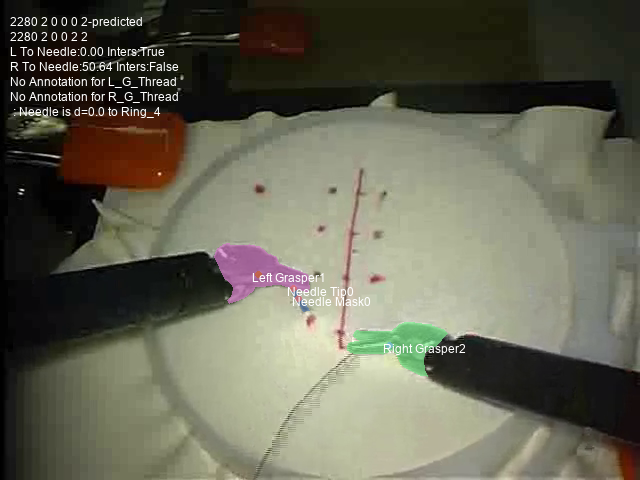 2280 2 0 0 0 2-predicted
2280 2 0 0 2 2
L To Needle:0.00 Inters:True
R To Needle:50.64 Inters:False
No Annotation for L_G_Thread
No Annotation for R_G_Thread
: Needle is d=0.0 to Ring_4
Left Grasper1
Needle Tip0
Needle Mask0
Right Grasper2